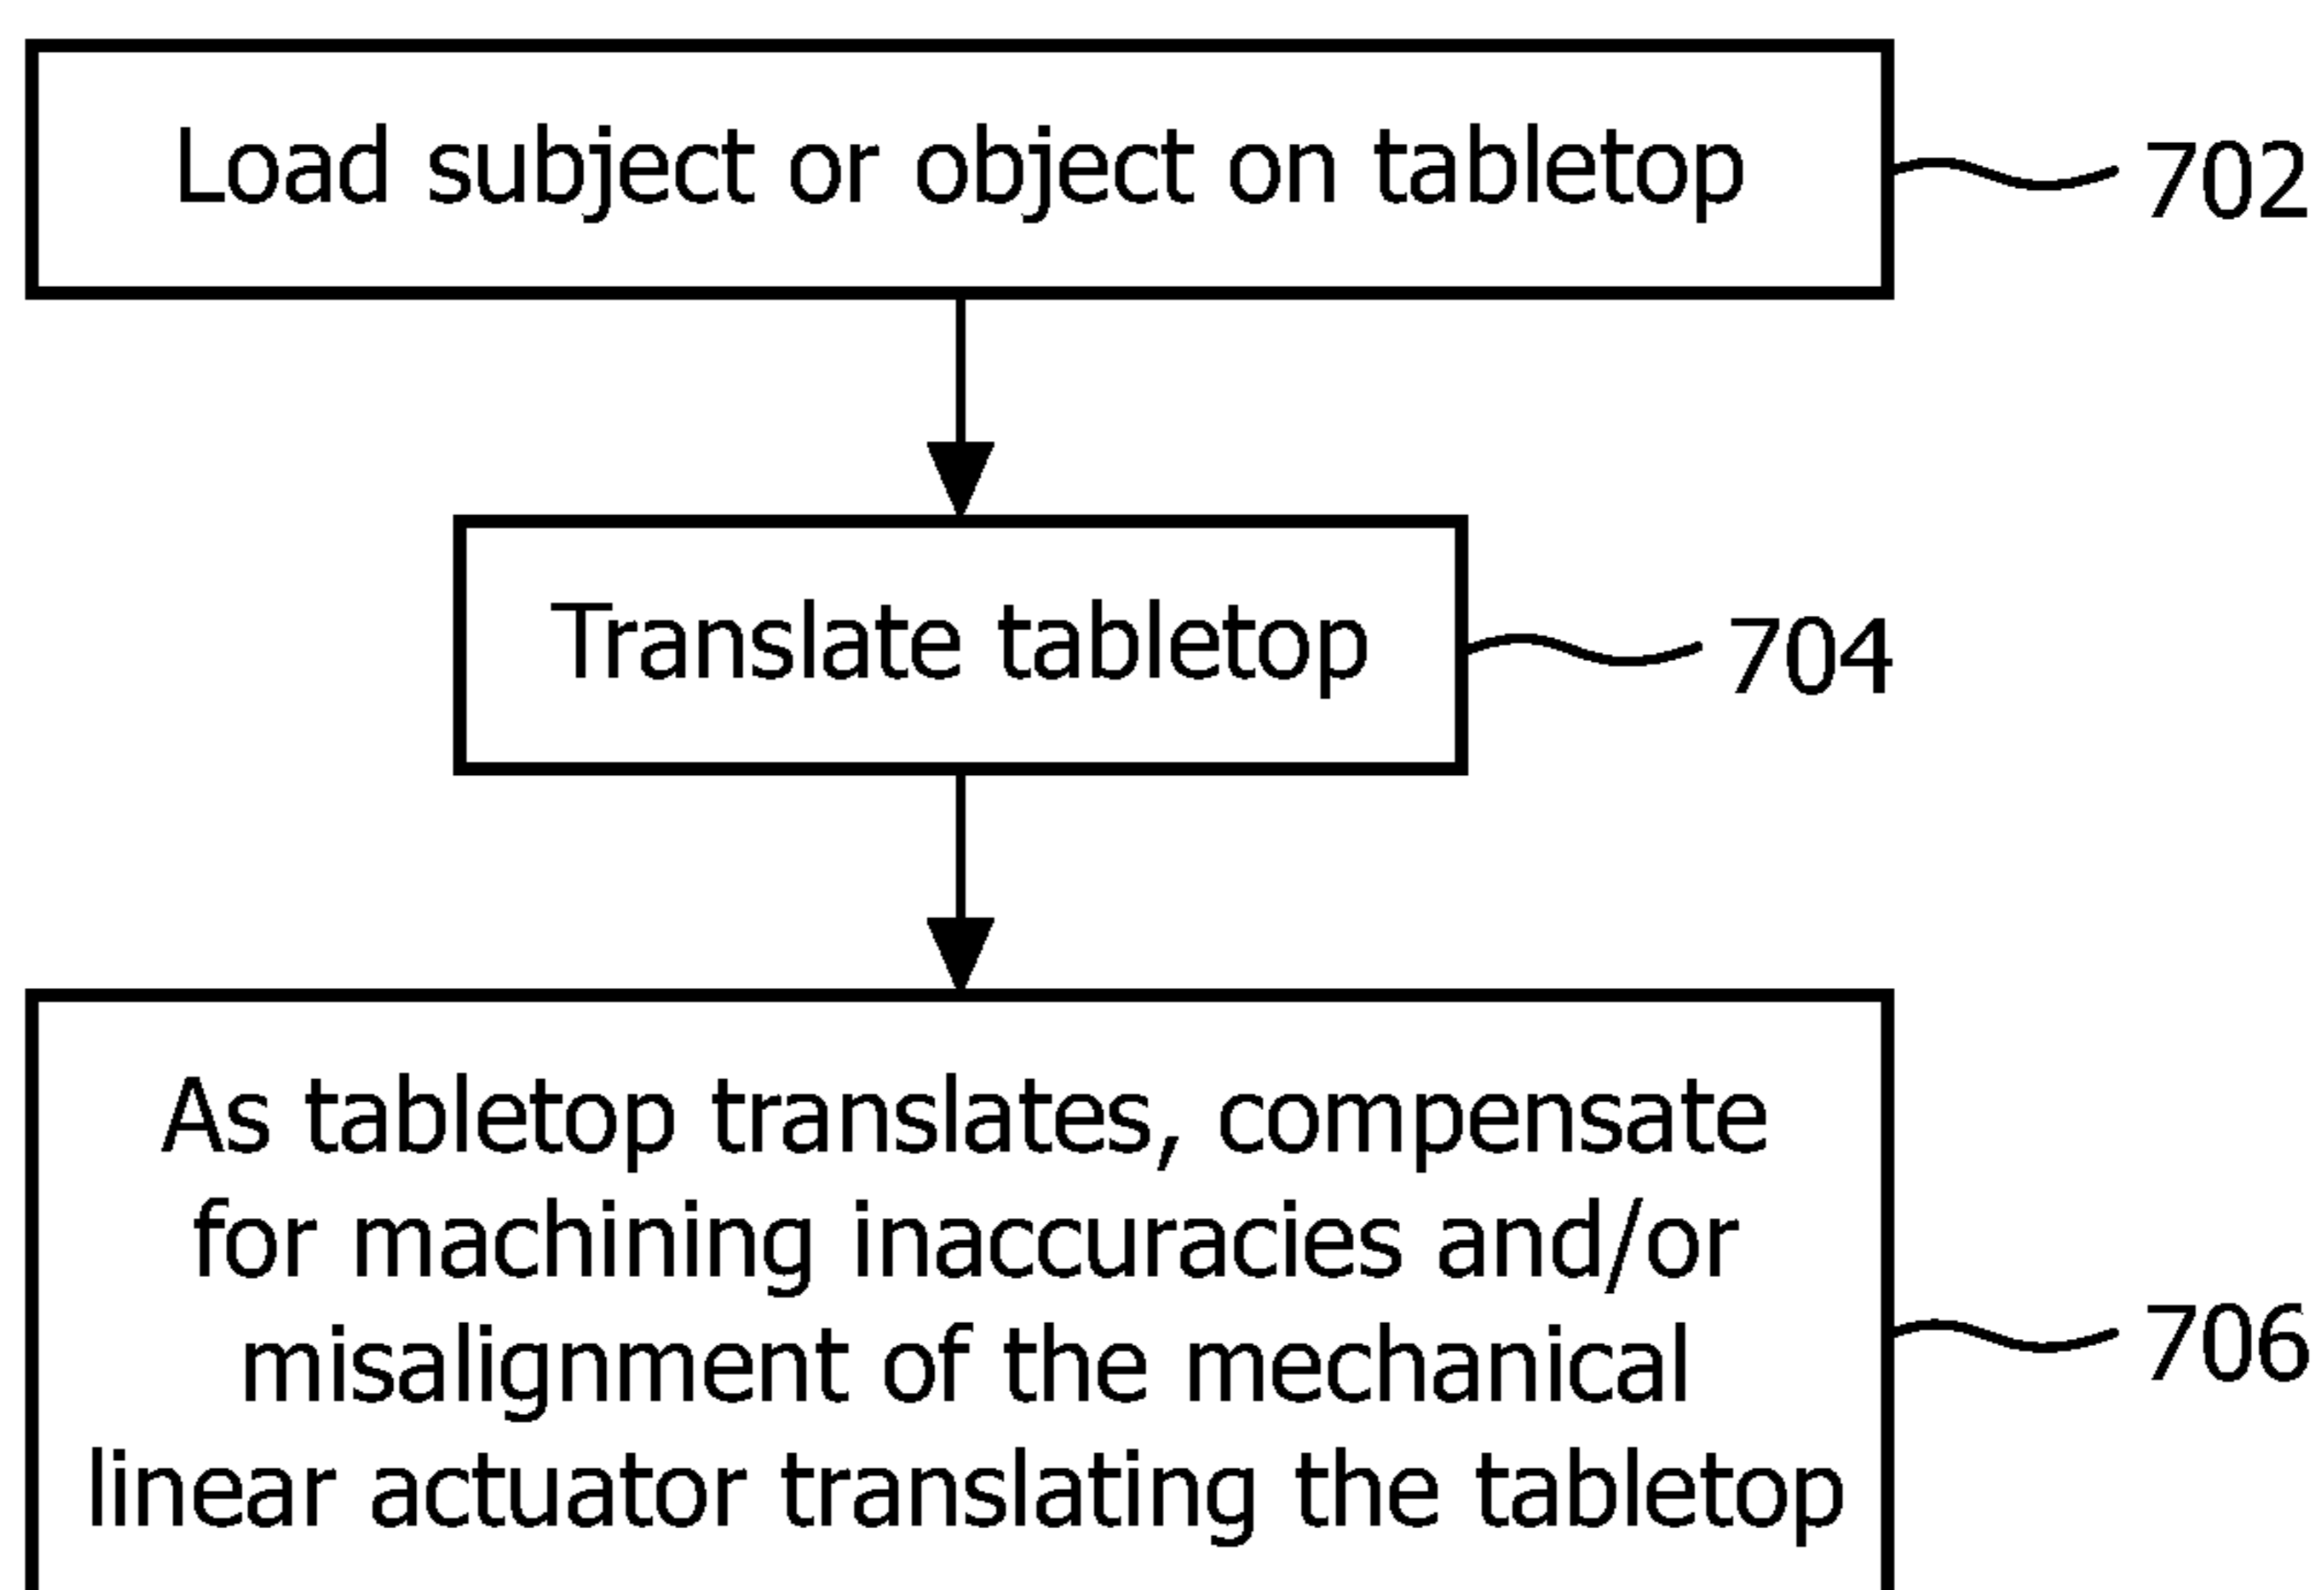 Load subject or object on tabletop
702
Translate tabletop
704
As tabletop translates, compensate
for machining inaccuracies and/or
misalignment of the mechanical
linear actuator translating the tabletop
706